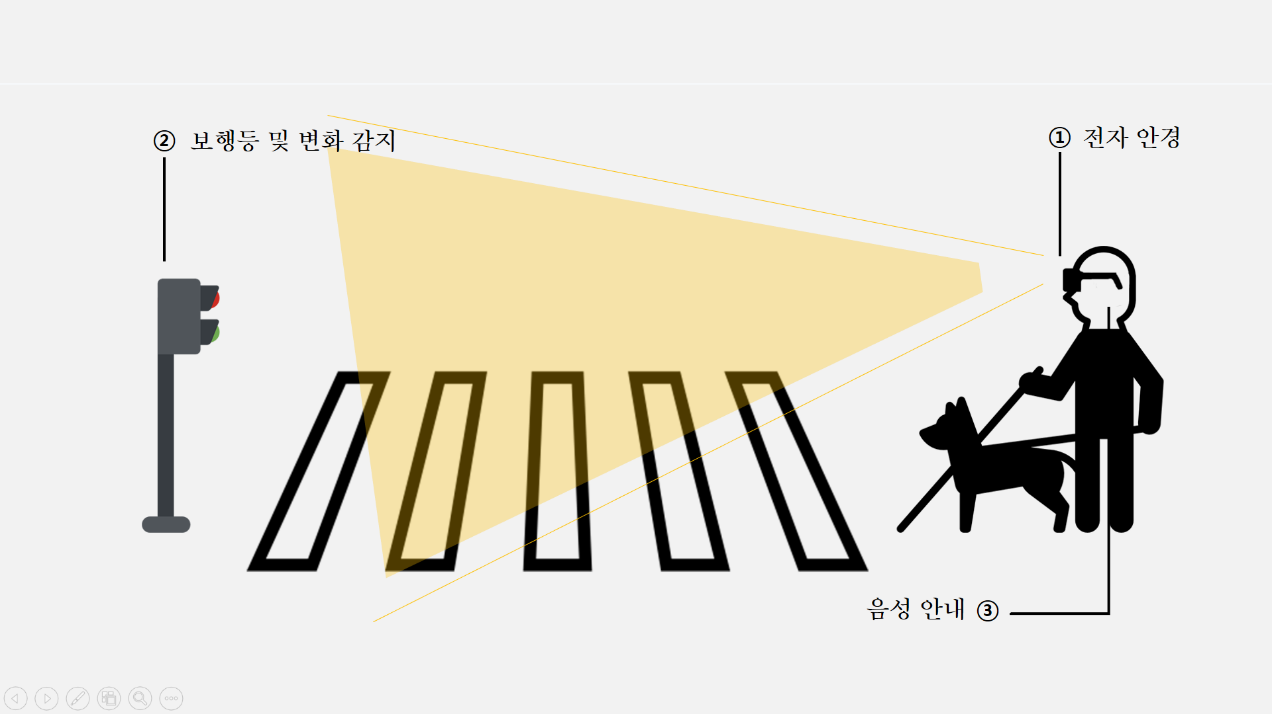 ② 보행등 및 변화 감지
① 전자 안경
음성 안내 ③